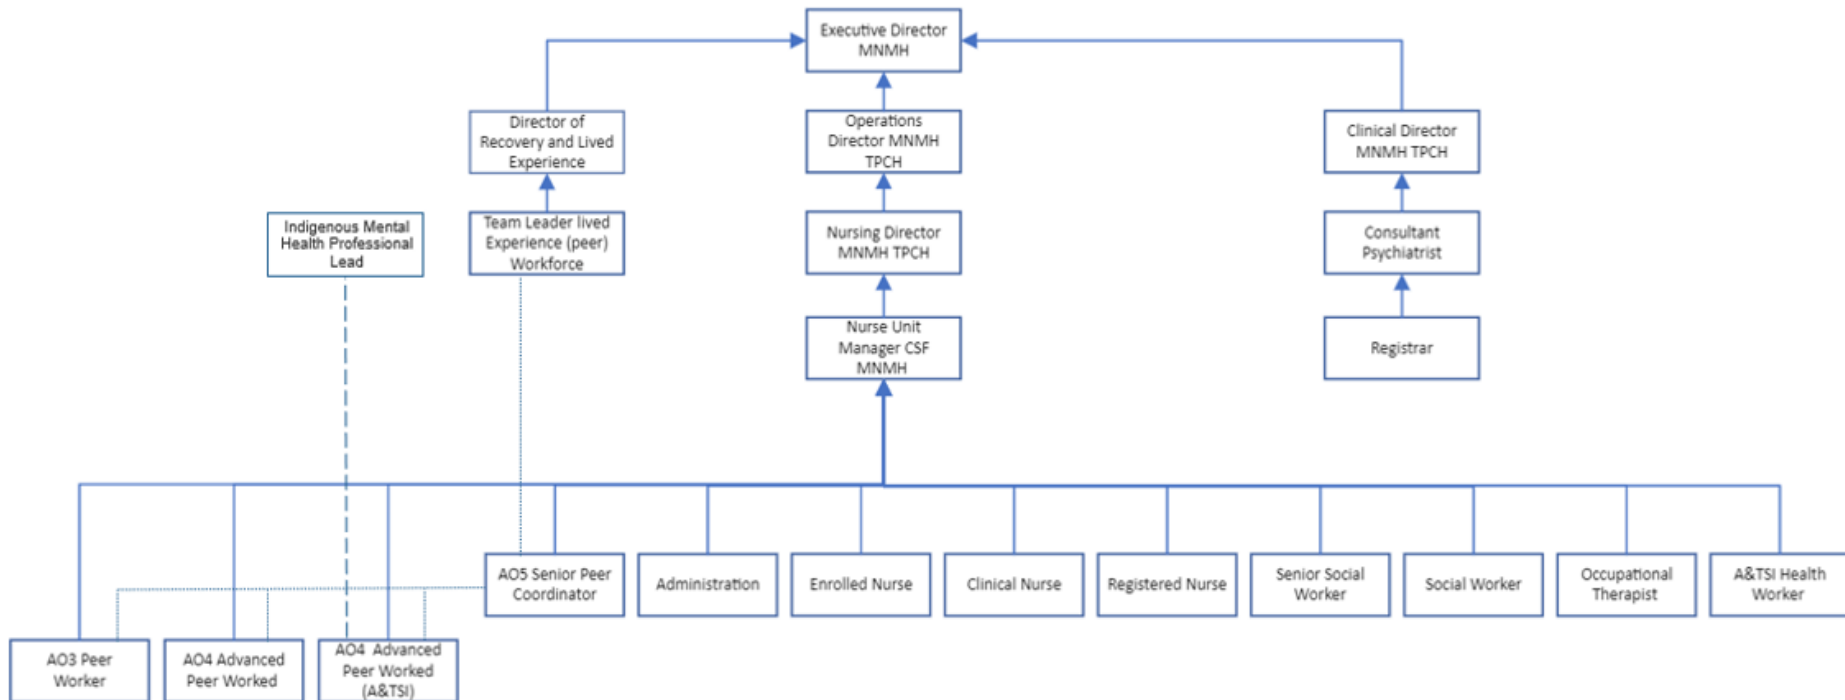 Executive Director
MNMH
Director of
Recovery and Lived
Experience
Operations
Director MNMH
TPCH
Clinical Director
MNMH TPCH
Indigenous Mental
Health Professional
Lead
Team Leader lived
Experience (peer)
Workforce
Nursing Director
MNMH TPCH
Consultant
Psychiatrist
Nurse Unit
Manager CSF
MNMH
Registrar
AO5 Senior Peer
Coordinator
Administration
Enrolled Nurse
Clinical Nurse
Registered Nurse
Senior Social
Worker
Social Worker
Occupational
Therapist
A&TSI Health
Worker
AO3 Peer
Worker
AO4 Advanced
Peer Worked
AO4 Advanced
Peer Worked
(A&TSI)